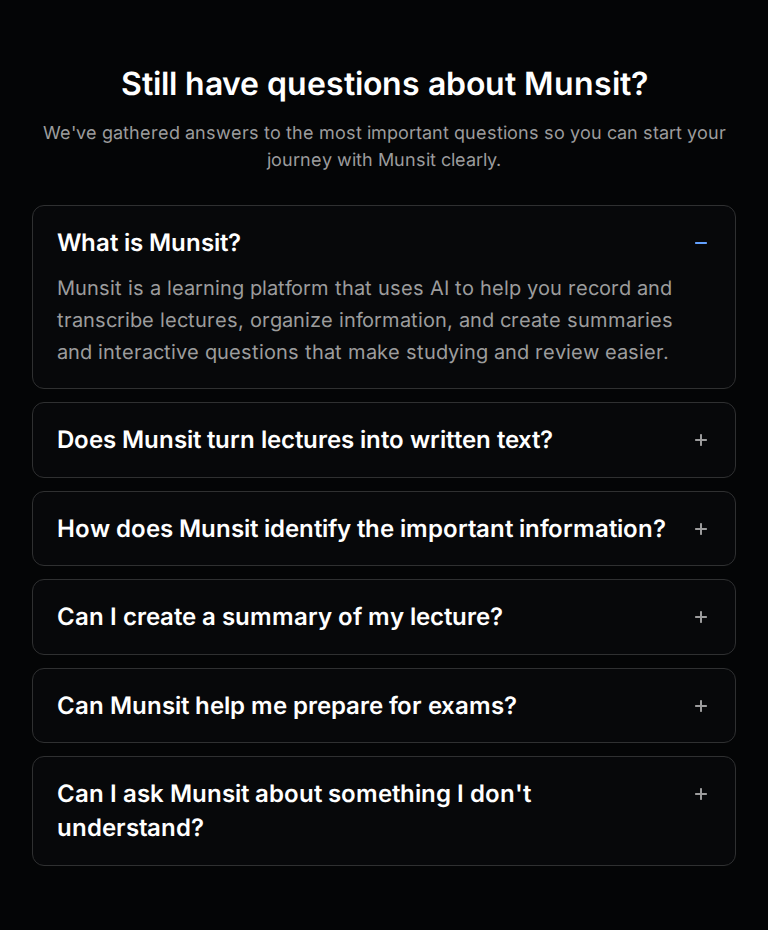 Still have questions about Munsit?
We've gathered answers to the most important questions so you can start your
journey with Munsit clearly.
What is Munsit?
Munsit is a learning platform that uses AI to help you record and
transcribe lectures, organize information, and create summaries
and interactive questions that make studying and review easier.
Does Munsit turn lectures into written text?
How does Munsit identify the important information?
Can I create a summary of my lecture?
Can Munsit help me prepare for exams?
Can I ask Munsit about something I don't
understand?